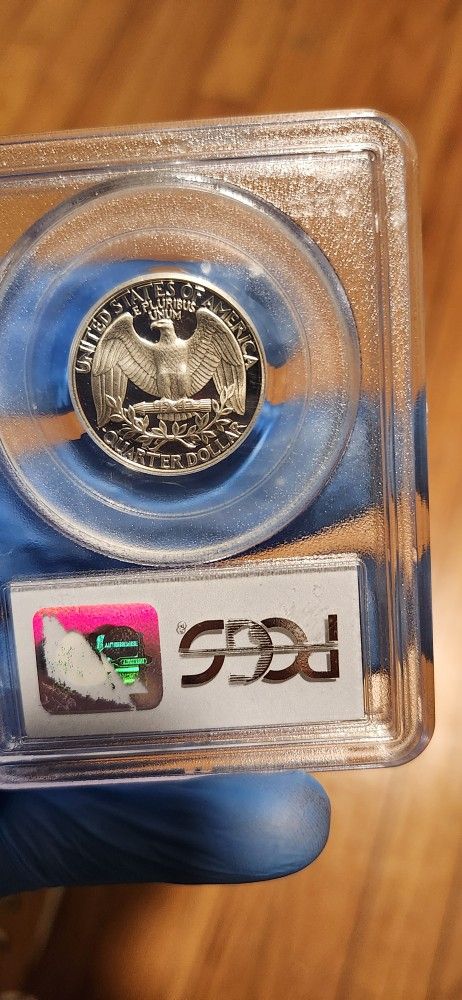 UNITED STATES OF AMERICA
E PLURIBUS
UNUM
QUARTER DOLLAR
PCGS®